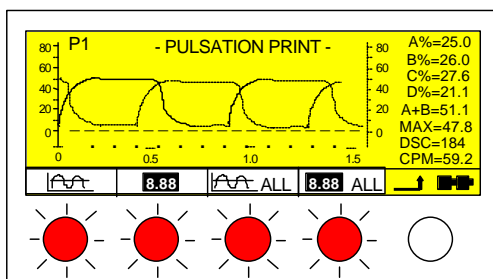 P1 - PULSATION PRINT -
80 80
60 60
40 40
20 20
0 0
0 0.5 1.0 1.5
A%=25.0
B%=26.0
C%=27.6
D%=21.1
A+B=51.1
MAX=47.8
DSC=184
CPM=59.2
8.88 ALL 8.88 ALL